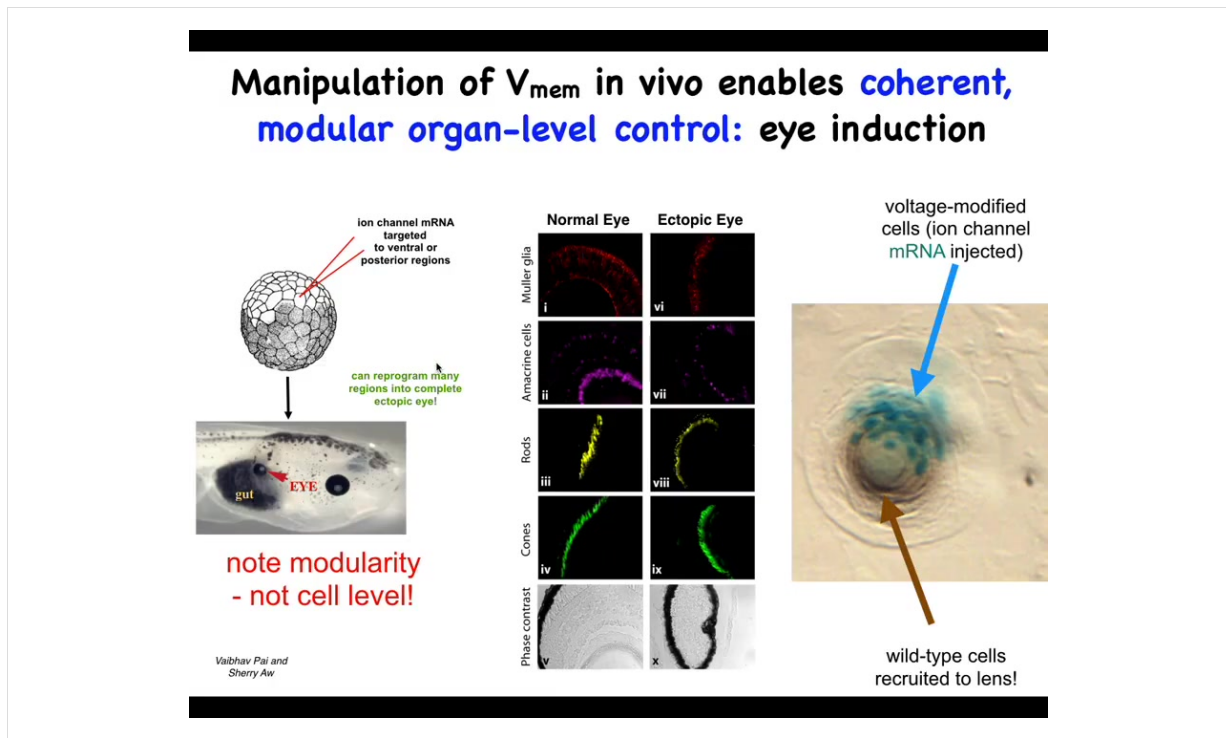 Manipulation of Vmem in vivo enables coherent,
modular organ-level control: eye induction
ion channel mRNA
targeted
to ventral or
posterior regions
can reprogram many
regions into complete
ectopic eye!
gut
EYE
note modularity
- not cell level!
Vaibhav Pai and
Sherry Aw
Normal Eye
Ectopic Eye
Muller glia
i
vi
Amacrine cells
ii
vii
Rods
iii
viii
Cones
iv
ix
Phase contrast
v
x
voltage-modified
cells (ion channel
mRNA injected)
wild-type cells
recruited to lens!